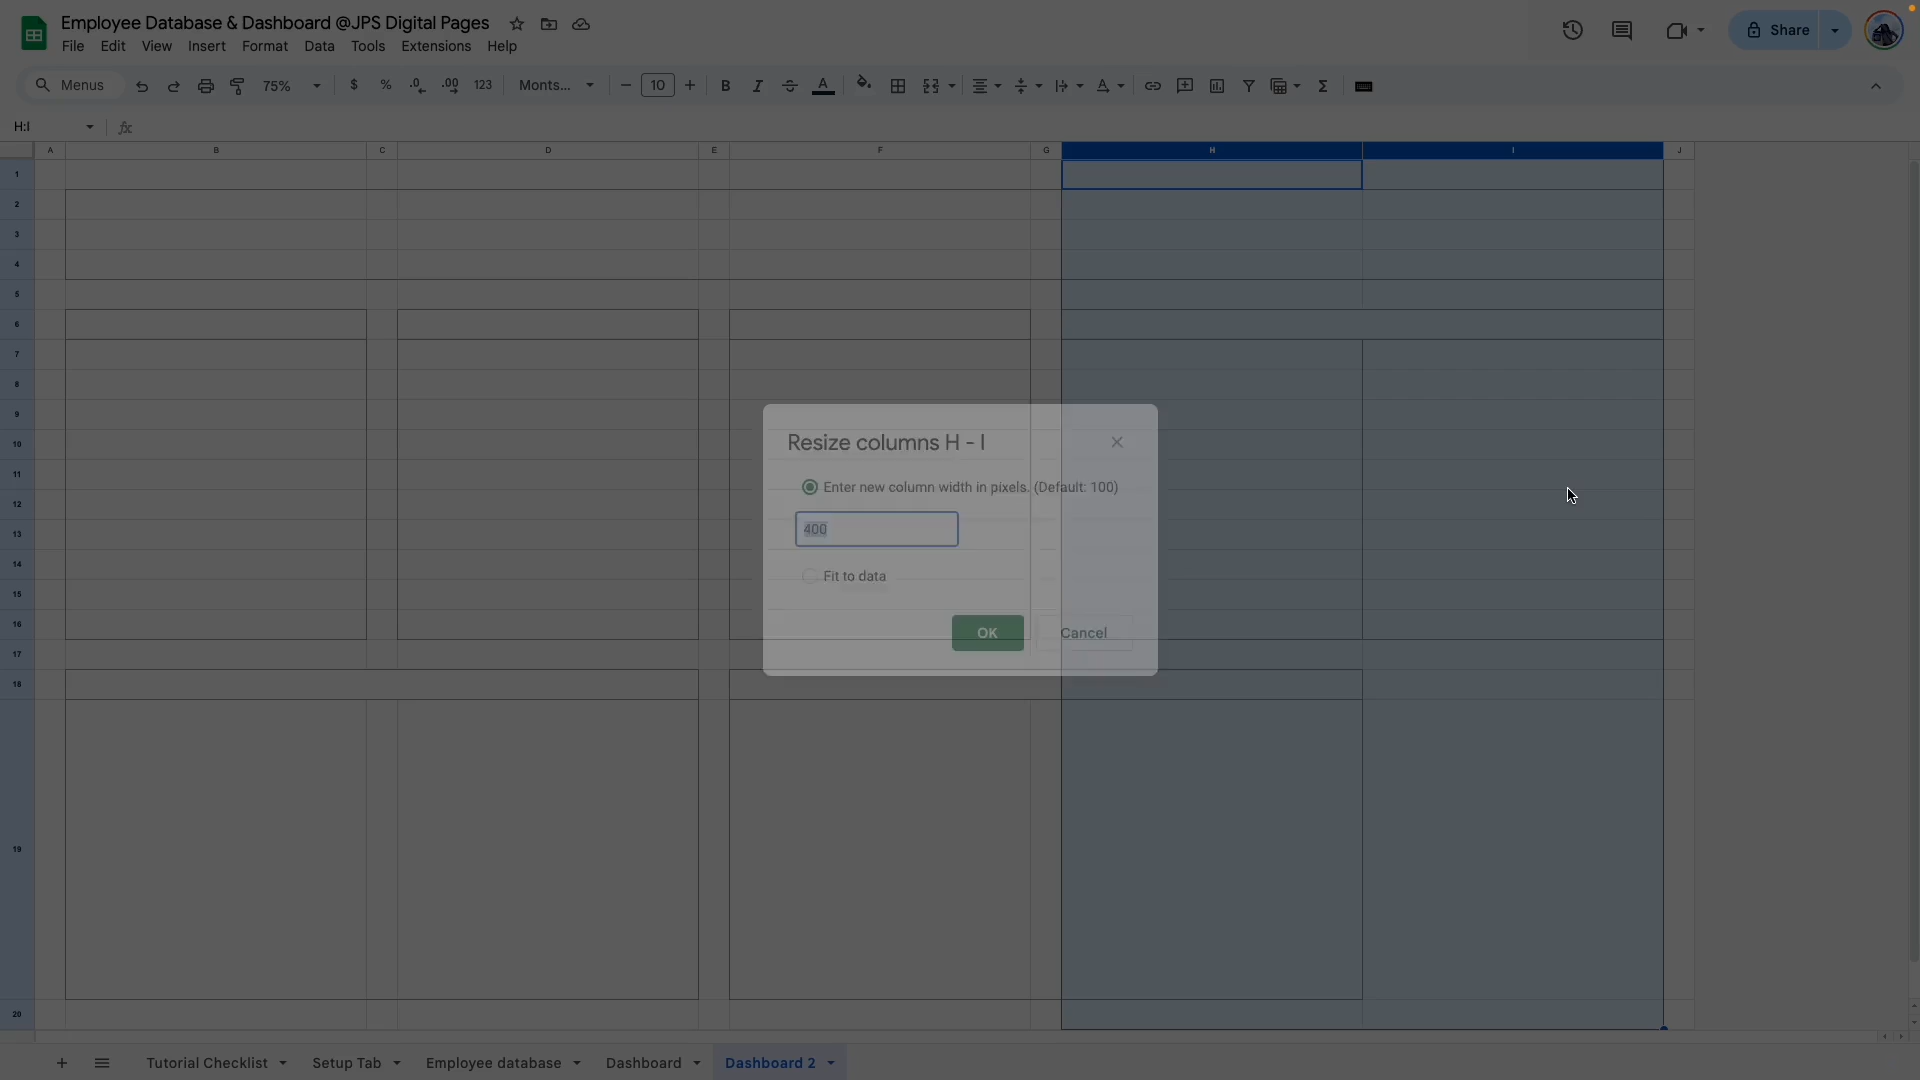 Employee Database & Dashboard @JPS Digital Pages
File Edit View Insert Format Data Tools Extensions Help
Share
Menus 75% $ % .0 .00 123 Monts... − 10 + B I S A Σ
H:I fx
A B C D E F G H I J
1
2
3
4
5
6
7
8
9
10
11
12
13
14
15
16
17
18
19
20
Resize columns H - I
Enter new column width in pixels. (Default: 100)
400
Fit to data
OK Cancel
Tutorial Checklist Setup Tab Employee database Dashboard Dashboard 2